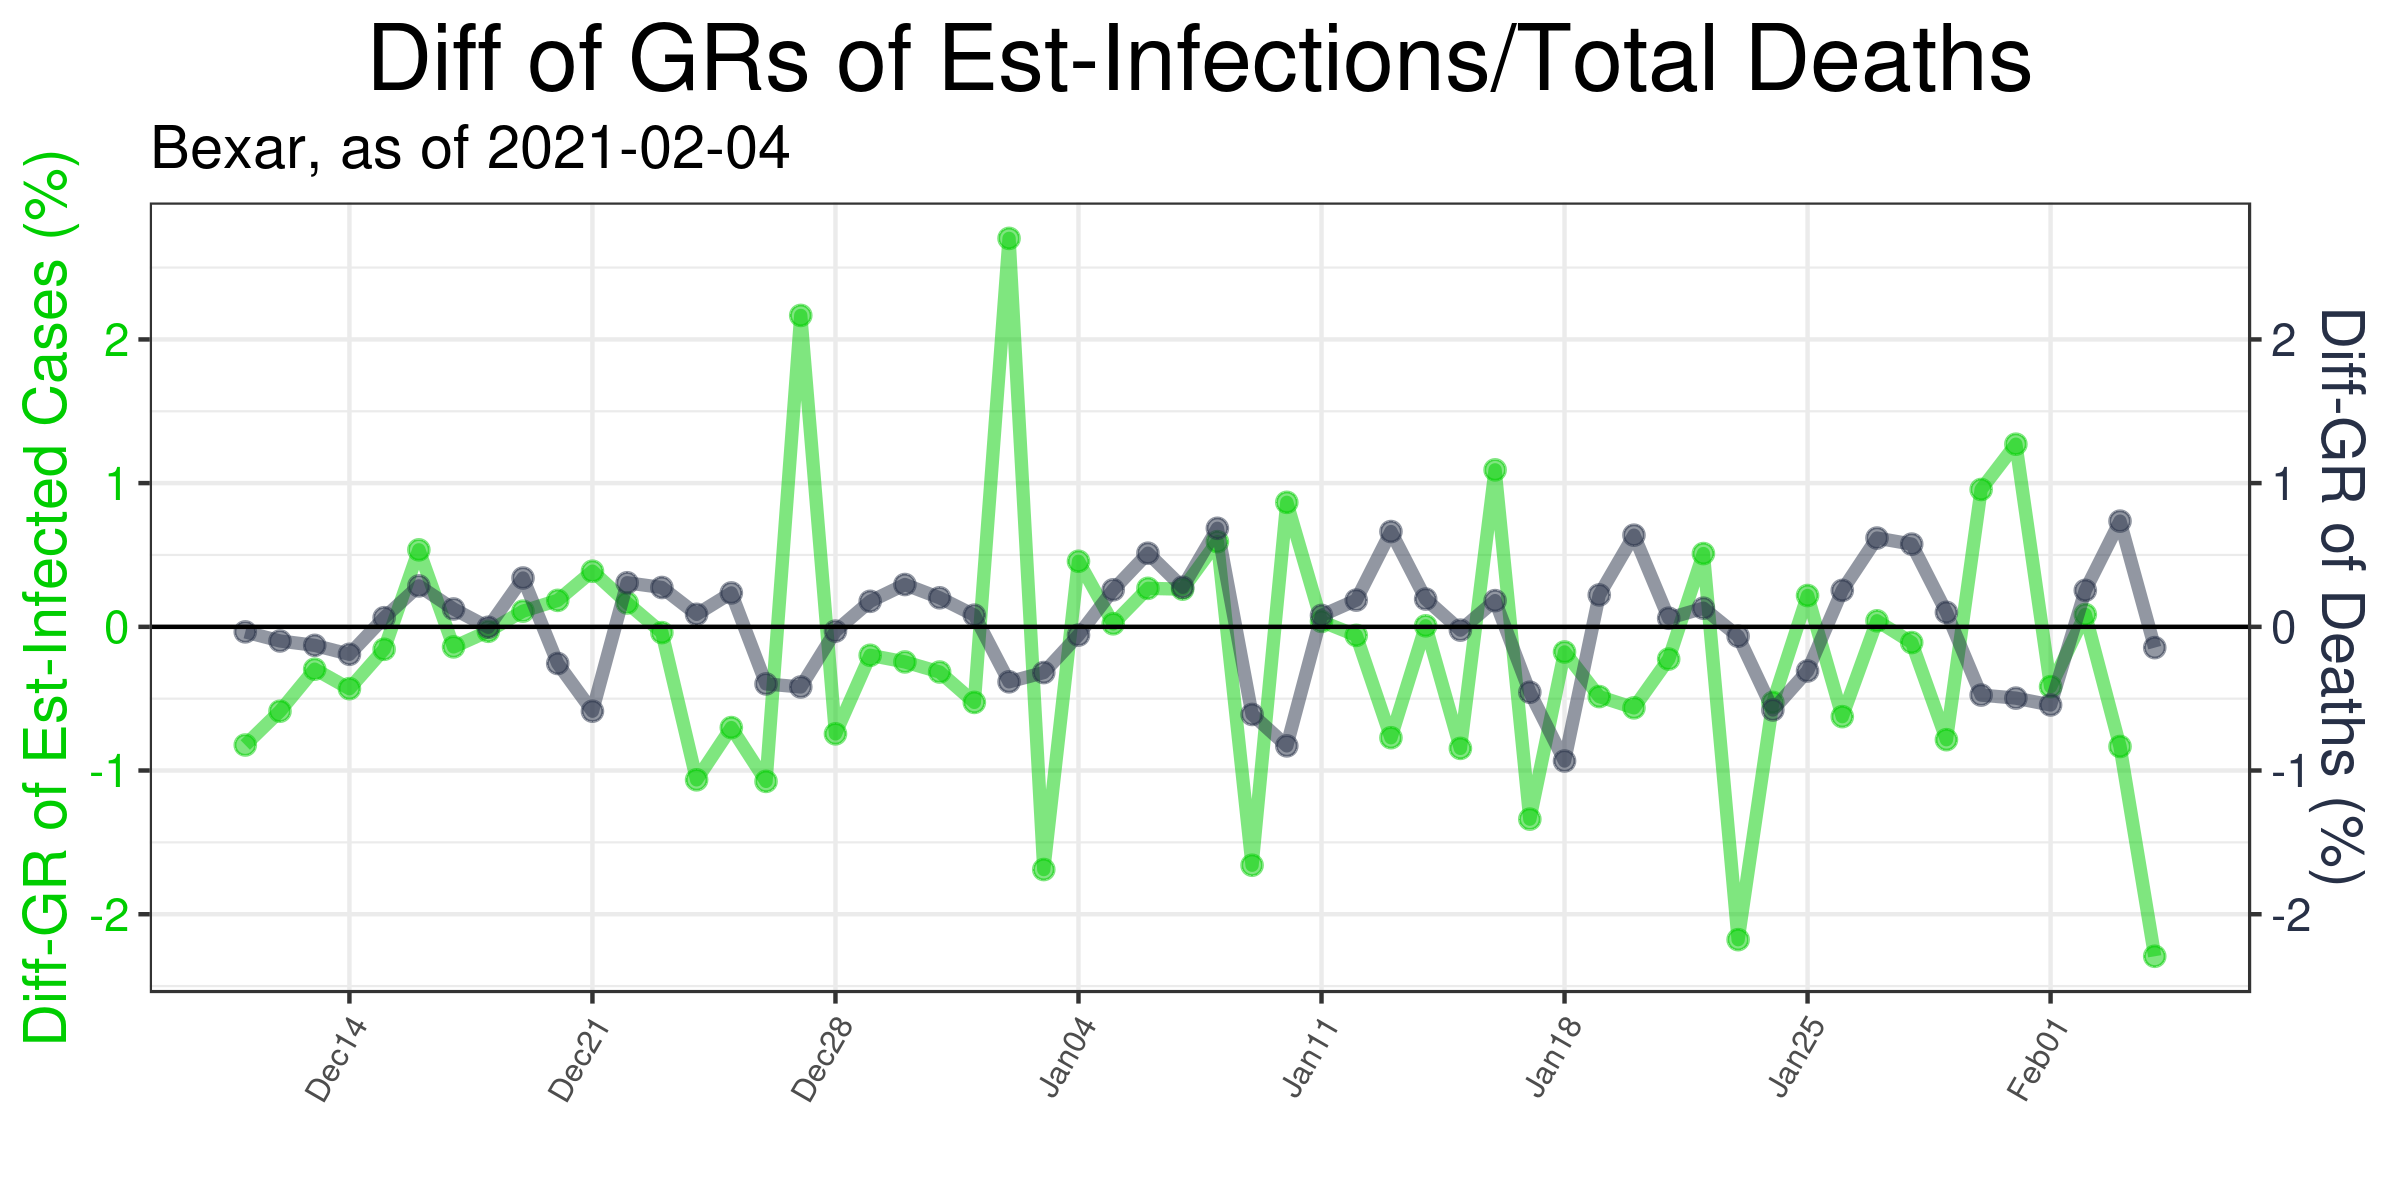 Diff of GRs of Est-Infections/Total Deaths
Bexar, as of 2021-02-04
Diff-GR of Est-Infected Cases (%)
2
1
0
-1
-2
2
1
0
-1
-2
Diff-GR of Deaths (%)
Dec14
Dec21
Dec28
Jan04
Jan11
Jan18
Jan25
Feb01